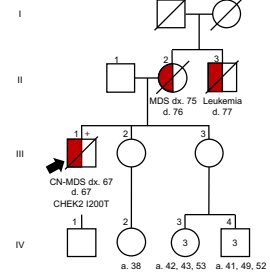 I
1
2
3
II
MDS dx. 75
d. 76
Leukemia
d. 77
1
+
2
3
III
CN-MDS dx. 67
d. 67
CHEK2 I200T
1
2
3
4
IV
3
3
a. 38
a. 42, 43, 53
a. 41, 49, 52